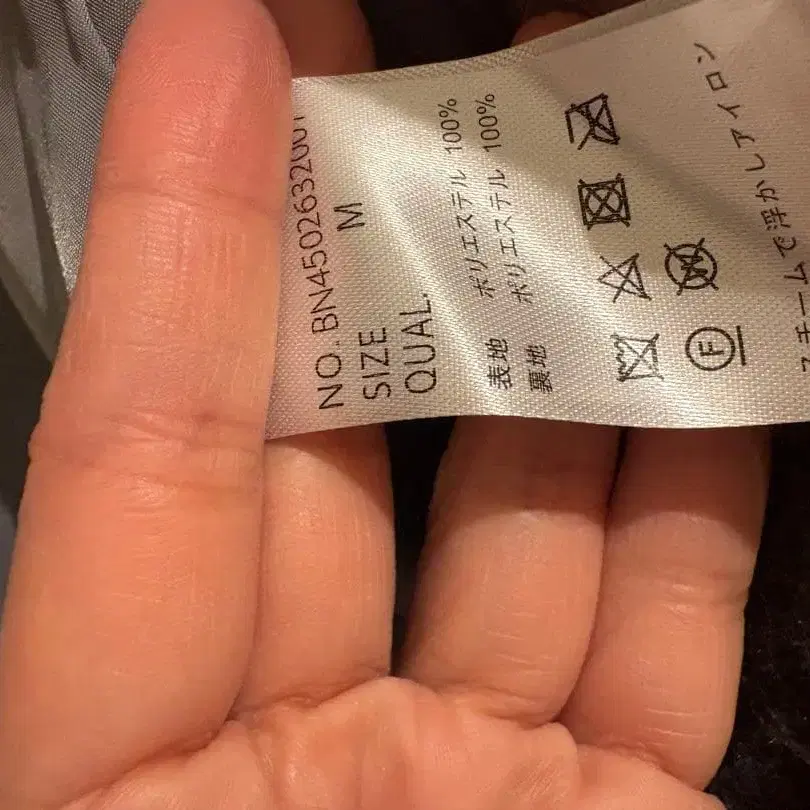 NO. BN4502632001
SIZE M
QUAL.
表地 ポリエステル 100%
裏地 ポリエステル 100%
F
スチームで浮かしアイロン